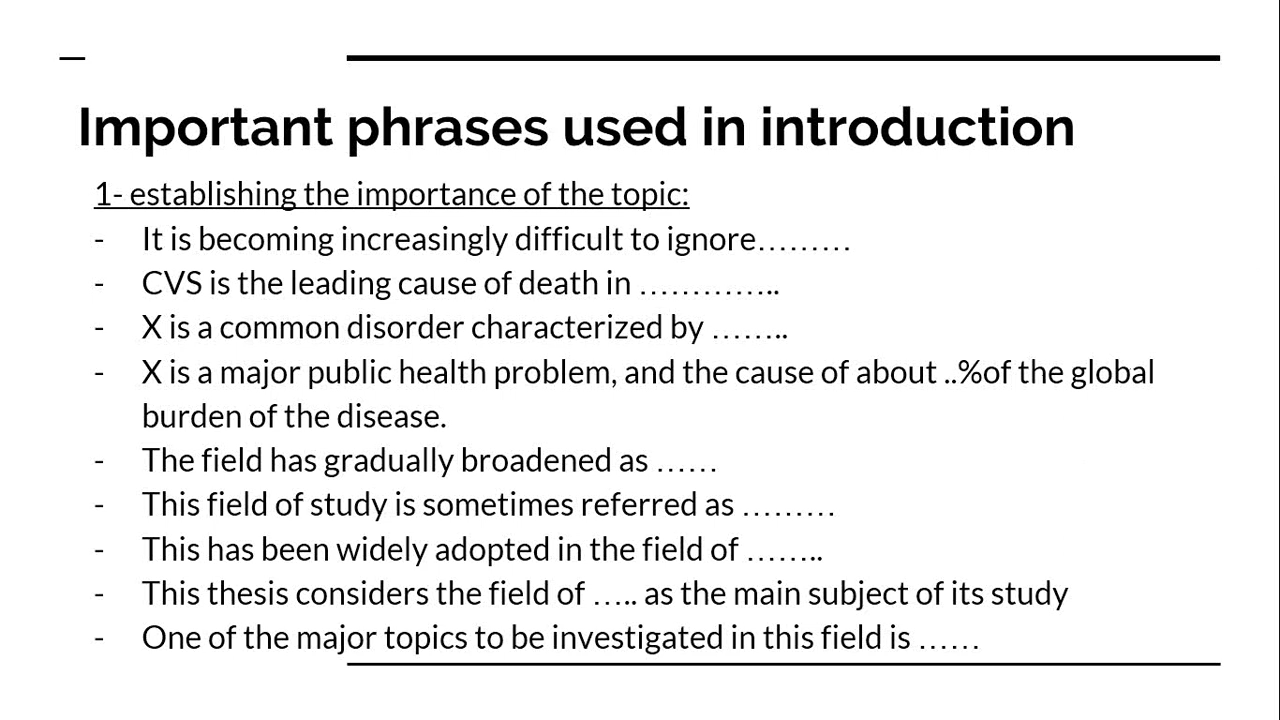 Important phrases used in introduction
1- establishing the importance of the topic:
- It is becoming increasingly difficult to ignore………
- CVS is the leading cause of death in …………..
- X is a common disorder characterized by ……..
- X is a major public health problem, and the cause of about ..%of the global
burden of the disease.
- The field has gradually broadened as ……
- This field of study is sometimes referred as ………
- This has been widely adopted in the field of ……..
- This thesis considers the field of ….. as the main subject of its study
- One of the major topics to be investigated in this field is ……